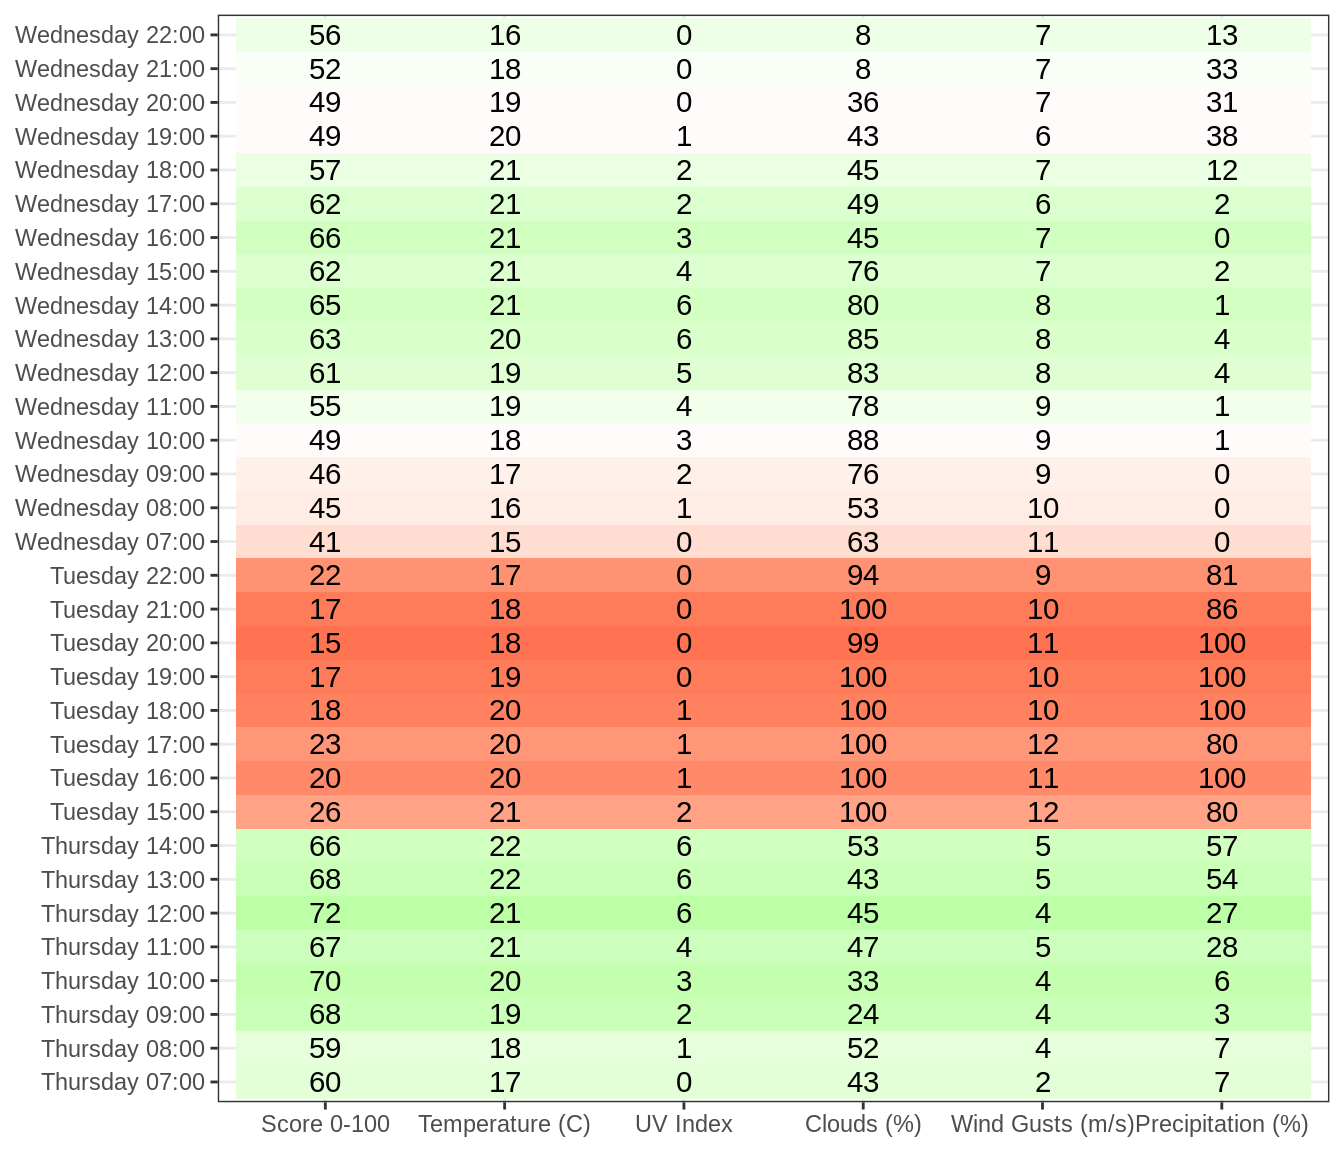 Wednesday 22:00 56 16 0 8 7 13
Wednesday 21:00 52 18 0 8 7 33
Wednesday 20:00 49 19 0 36 7 31
Wednesday 19:00 49 20 1 43 6 38
Wednesday 18:00 57 21 2 45 7 12
Wednesday 17:00 62 21 2 49 6 2
Wednesday 16:00 66 21 3 45 7 0
Wednesday 15:00 62 21 4 76 7 2
Wednesday 14:00 65 21 6 80 8 1
Wednesday 13:00 63 20 6 85 8 4
Wednesday 12:00 61 19 5 83 8 4
Wednesday 11:00 55 19 4 78 9 1
Wednesday 10:00 49 18 3 88 9 1
Wednesday 09:00 46 17 2 76 9 0
Wednesday 08:00 45 16 1 53 10 0
Wednesday 07:00 41 15 0 63 11 0
Tuesday 22:00 22 17 0 94 9 81
Tuesday 21:00 17 18 0 100 10 86
Tuesday 20:00 15 18 0 99 11 100
Tuesday 19:00 17 19 0 100 10 100
Tuesday 18:00 18 20 1 100 10 100
Tuesday 17:00 23 20 1 100 12 80
Tuesday 16:00 20 20 1 100 11 100
Tuesday 15:00 26 21 2 100 12 80
Thursday 14:00 66 22 6 53 5 57
Thursday 13:00 68 22 6 43 5 54
Thursday 12:00 72 21 6 45 4 27
Thursday 11:00 67 21 4 47 5 28
Thursday 10:00 70 20 3 33 4 6
Thursday 09:00 68 19 2 24 4 3
Thursday 08:00 59 18 1 52 4 7
Thursday 07:00 60 17 0 43 2 7
Score 0-100 Temperature (C) UV Index Clouds (%) Wind Gusts (m/s) Precipitation (%)